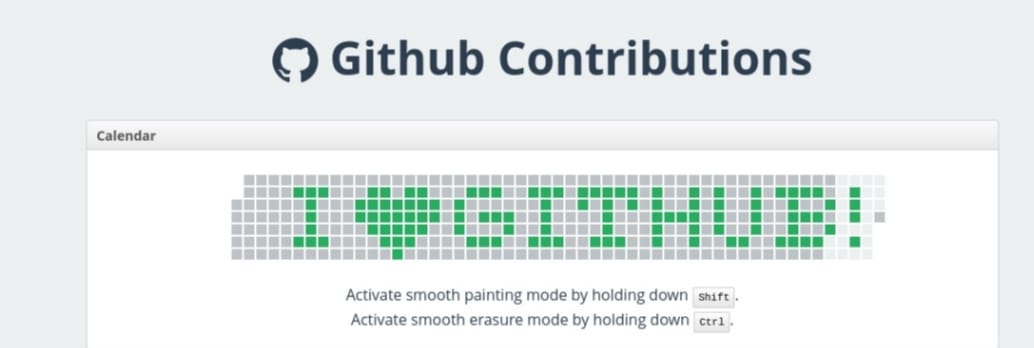 Github Contributions
Calendar
I ♥ GITHUB!
Activate smooth painting mode by holding down Shift.
Activate smooth erasure mode by holding down Ctrl.